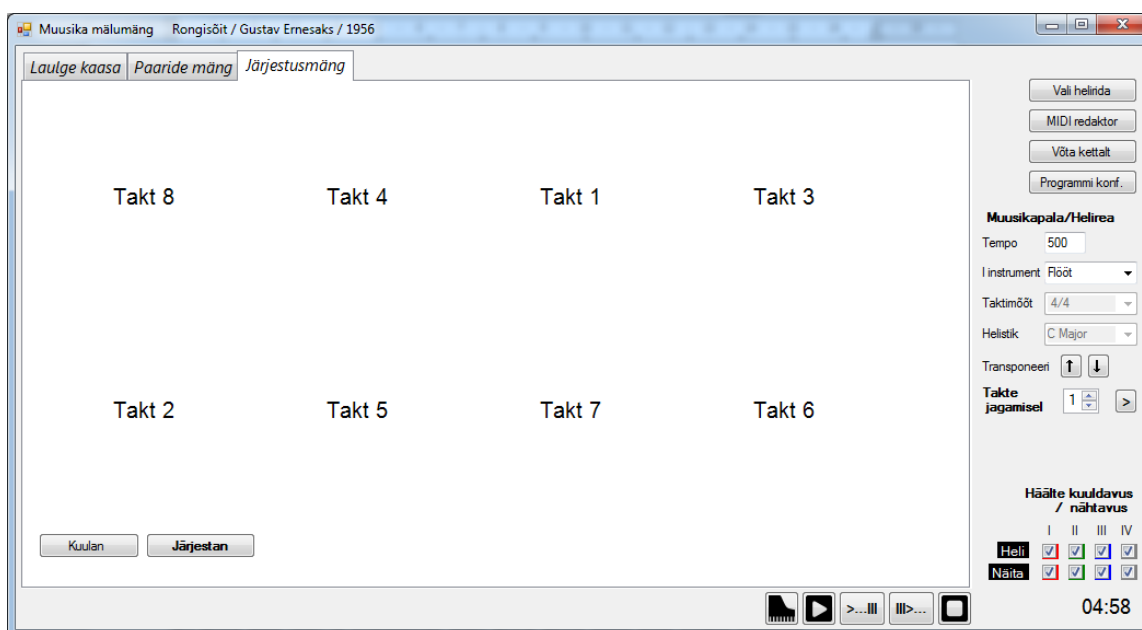 Muusika mälumäng Rongisõit / Gustav Ernesaks / 1956
Laulge kaasa Paaride mäng Järjestusmäng
Takt 8 Takt 4 Takt 1 Takt 3
Takt 2 Takt 5 Takt 7 Takt 6
Kuulan Järjestan
Vali helirida
MIDI redaktor
Võta kettalt
Programmi konf.
Muusikapala/Helirea
Tempo 500
I instrument Flööt
Taktimõõt 4/4
Helistik C Major
Transponeeri
Takte
jagamisel 1 >
Häälte kuuldavus
/ nähtavus
I II III IV
Heli
Näita
>...III III>... 04:58